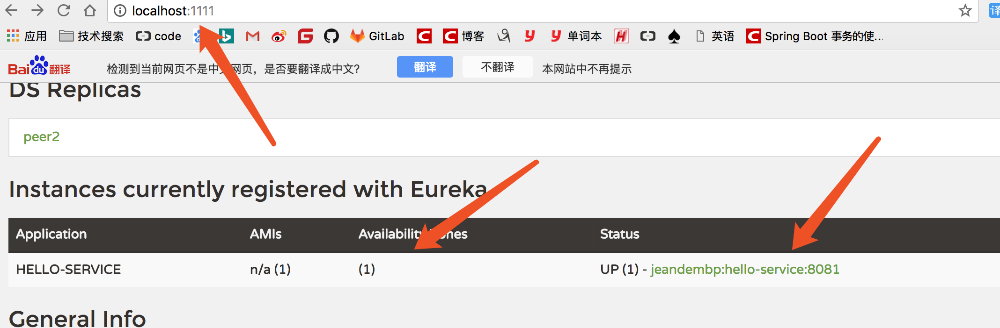 localhost:1111
应用 技术搜索 code GitLab 博客 单词本 英语 Spring Boot 事务的使...
译
Bai du 翻译 检测到当前网页不是中文网页，是否要翻译成中文? 翻译 不翻译 本网站中不再提示
DS Replicas
peer2
Instances currently registered with Eureka
Application AMIs Availability Zones Status
HELLO-SERVICE n/a (1) (1) UP (1) - jeandembp:hello-service:8081
General Info